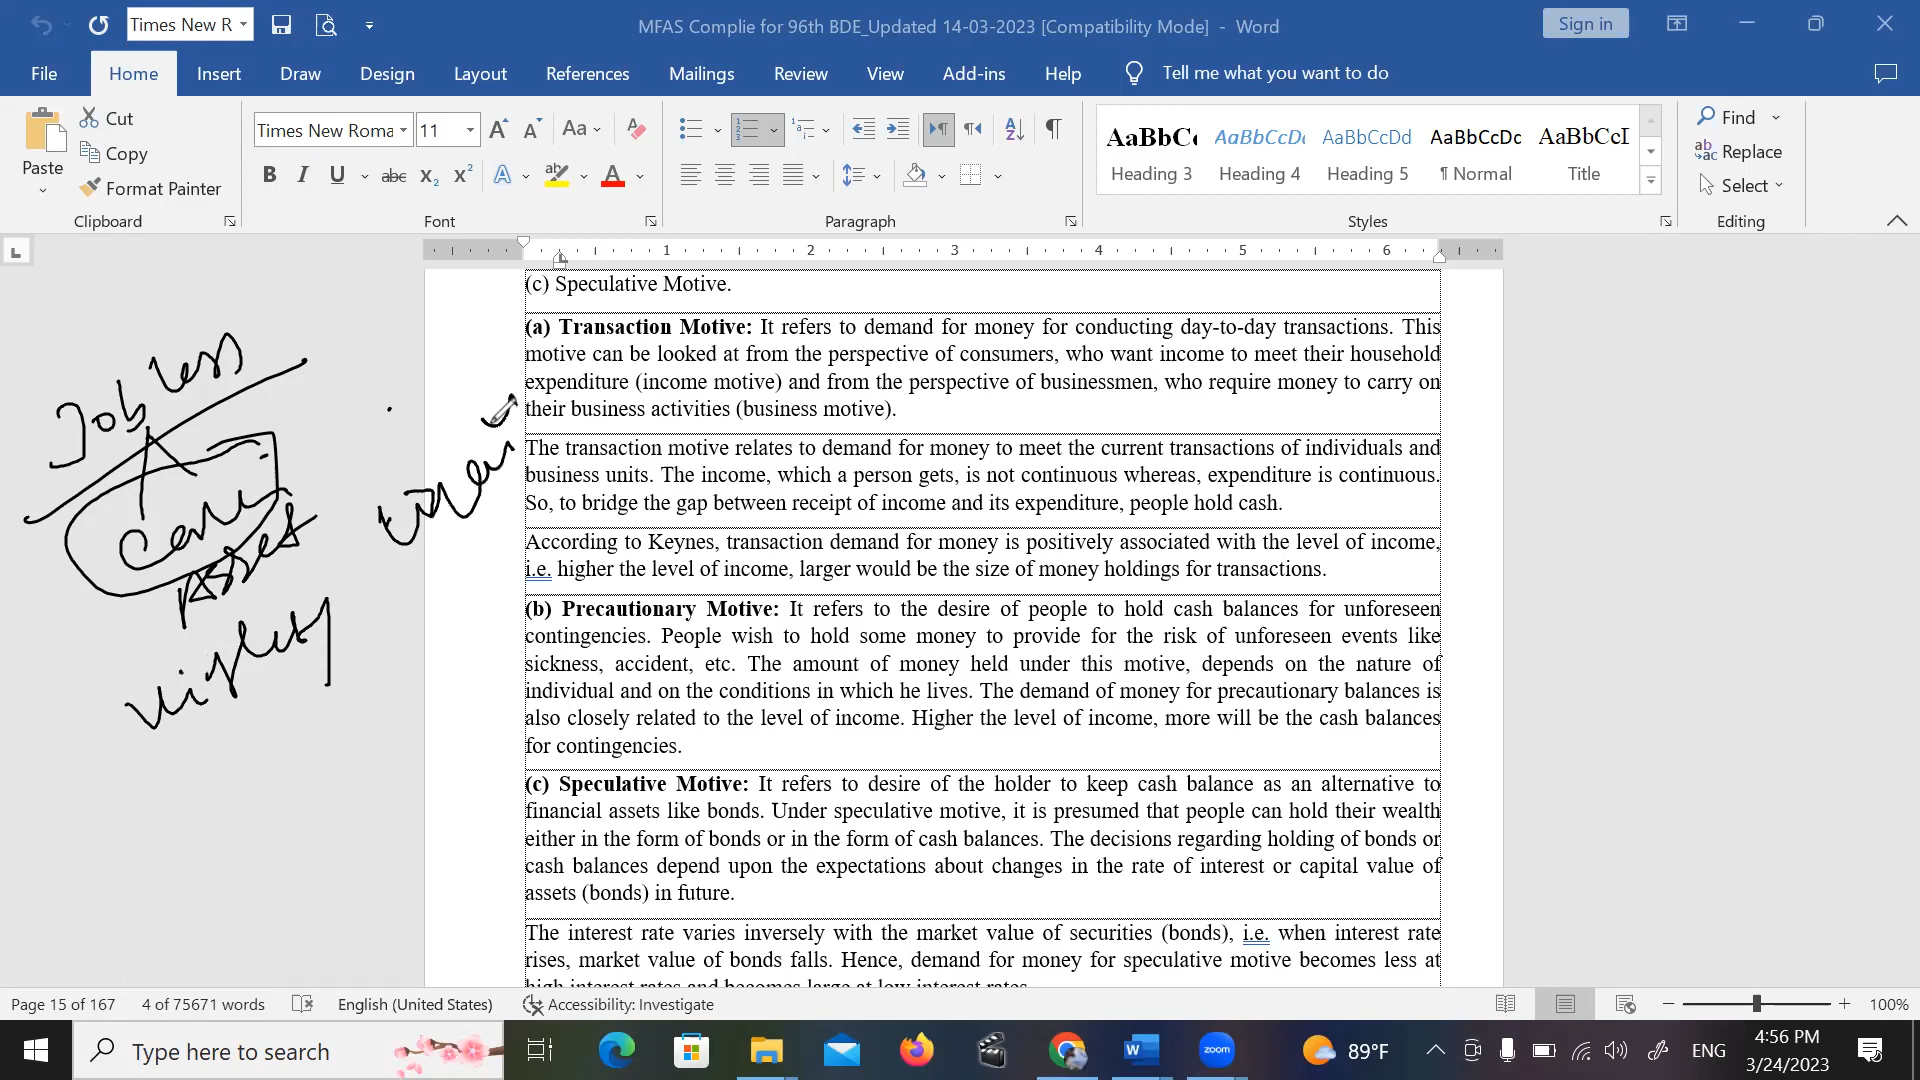 Times New R
MFAS Complie for 96th BDE_Updated 14-03-2023 [Compatibility Mode] - Word
Sign in
File Home Insert Draw Design Layout References Mailings Review View Add-ins Help Tell me what you want to do
Paste
Cut
Copy
Format Painter
Clipboard
Times New Roma 11
Font
Paragraph
AaBbCc AaBbCcDc AaBbCcDd AaBbCcDc AaBbCcD
Heading 3 Heading 4 Heading 5 ¶ Normal Title
Styles
Find
Replace
Select
Editing
1 2 3 4 5 6
(c) Speculative Motive.
(a) Transaction Motive: It refers to demand for money for conducting day-to-day transactions. This
motive can be looked at from the perspective of consumers, who want income to meet their household
expenditure (income motive) and from the perspective of businessmen, who require money to carry on
their business activities (business motive).
The transaction motive relates to demand for money to meet the current transactions of individuals and
business units. The income, which a person gets, is not continuous whereas, expenditure is continuous.
So, to bridge the gap between receipt of income and its expenditure, people hold cash.
According to Keynes, transaction demand for money is positively associated with the level of income,
i.e. higher the level of income, larger would be the size of money holdings for transactions.
(b) Precautionary Motive: It refers to the desire of people to hold cash balances for unforeseen
contingencies. People wish to hold some money to provide for the risk of unforeseen events like
sickness, accident, etc. The amount of money held under this motive, depends on the nature of
individual and on the conditions in which he lives. The demand of money for precautionary balances is
also closely related to the level of income. Higher the level of income, more will be the cash balances
for contingencies.
(c) Speculative Motive: It refers to desire of the holder to keep cash balance as an alternative to
financial assets like bonds. Under speculative motive, it is presumed that people can hold their wealth
either in the form of bonds or in the form of cash balances. The decisions regarding holding of bonds or
cash balances depend upon the expectations about changes in the rate of interest or capital value of
assets (bonds) in future.
The interest rate varies inversely with the market value of securities (bonds), i.e. when interest rate
rises, market value of bonds falls. Hence, demand for money for speculative motive becomes less at
high interest rates and becomes large at low interest rates.
Job less
Asset
Page 15 of 167 4 of 75671 words English (United States) Accessibility: Investigate 100%
Type here to search
zoom
89°F
ENG
4:56 PM
3/24/2023